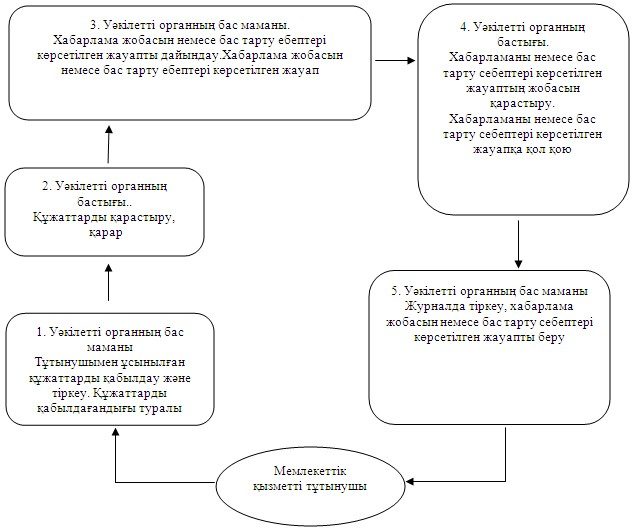 3. Уәкілетті органның бас маманы.
Хабарлама жобасын немесе бас тарту ебептері
көрсетілген жауапты дайындау.Хабарлама жобасын
немесе бас тарту ебептері көрсетілген жауап
4. Уәкілетті органның
бастығы.
Хабарламаны немесе бас
тарту себептері көрсетілген
жауаптың жобасын
қарастыру.
Хабарламаны немесе бас
тарту себептері көрсетілген
жауапқа қол қою
2. Уәкілетті органның
бастығы..
Құжаттарды қарастыру,
қарар
5. Уәкілетті органның бас маманы
Журналда тіркеу, хабарлама
жобасын немесе бас тарту себептері
көрсетілген жауапты беру
1. Уәкілетті органның бас
маманы
Тұтынушымен ұсынылған
құжаттарды қабылдау және
тіркеу. Құжаттарды
қабылдағандығы туралы
Мемлекеттік
қызметті тұтынушы